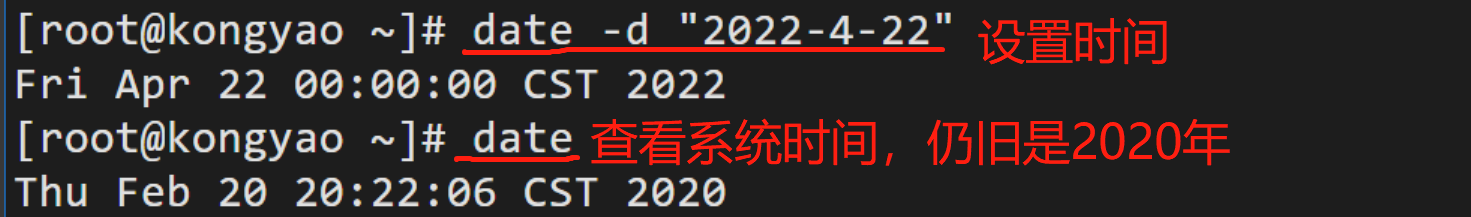 [root@kongyao ~]# date -d "2022-4-22" 设置时间
Fri Apr 22 00:00:00 CST 2022
[root@kongyao ~]# date 查看系统时间，仍旧是2020年
Thu Feb 20 20:22:06 CST 2020